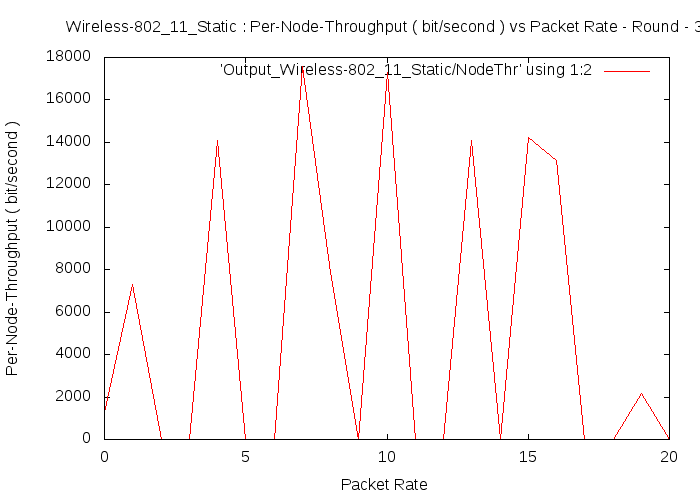 Wireless-802_11_Static : Per-Node-Throughput ( bit/second ) vs Packet Rate - Round - 3
'Output_Wireless-802_11_Static/NodeThr' using 1:2
18000
16000
14000
12000
10000
8000
6000
4000
2000
0
Per-Node-Throughput ( bit/second )
0 5 10 15 20
Packet Rate